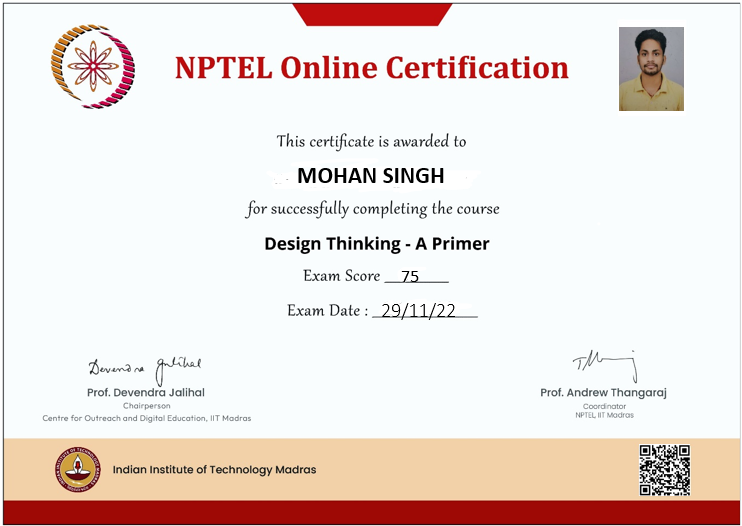 NPTEL Online Certification
This certificate is awarded to
MOHAN SINGH
for successfully completing the course
Design Thinking - A Primer
Exam Score 75
Exam Date : 29/11/22
Devendra Jalihal
Prof. Devendra Jalihal
Chairperson
Centre for Outreach and Digital Education, IIT Madras
Prof. Andrew Thangaraj
Coordinator
NPTEL, IIT Madras
Indian Institute of Technology Madras